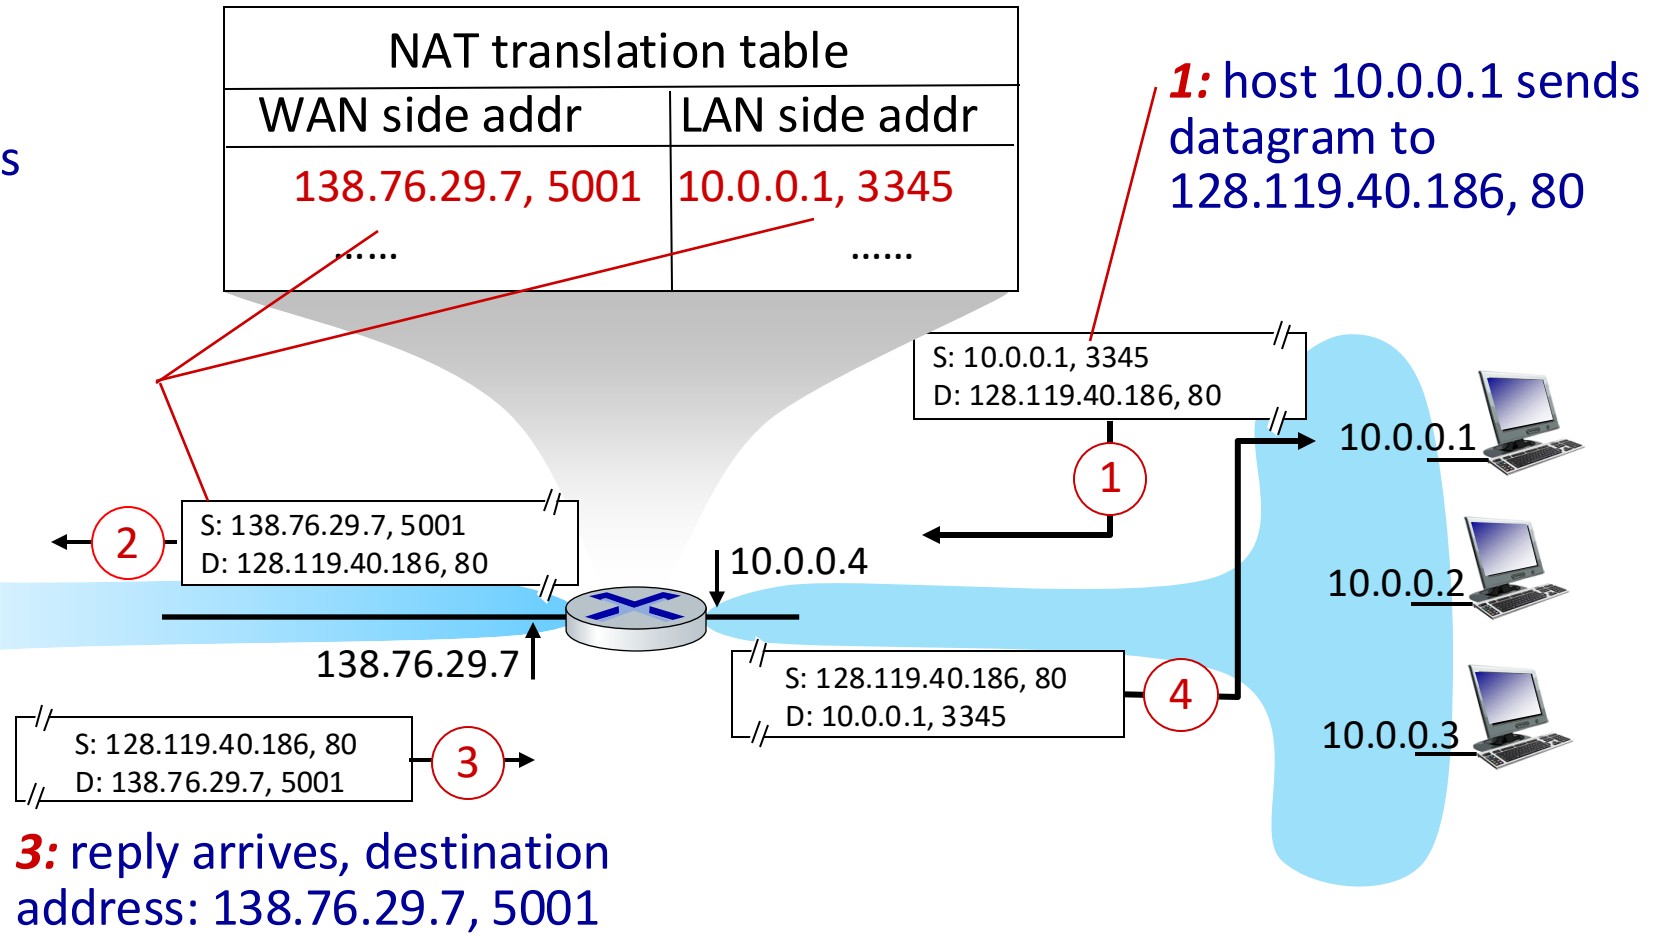 NAT translation table
WAN side addr
LAN side addr
138.76.29.7, 5001
10.0.0.1, 3345
......
......
s
1: host 10.0.0.1 sends
datagram to
128.119.40.186, 80
S: 10.0.0.1, 3345
D: 128.119.40.186, 80
1
10.0.0.1
2
S: 138.76.29.7, 5001
D: 128.119.40.186, 80
10.0.0.4
10.0.0.2
138.76.29.7
S: 128.119.40.186, 80
D: 10.0.0.1, 3345
4
10.0.0.3
S: 128.119.40.186, 80
D: 138.76.29.7, 5001
3
3: reply arrives, destination
address: 138.76.29.7, 5001